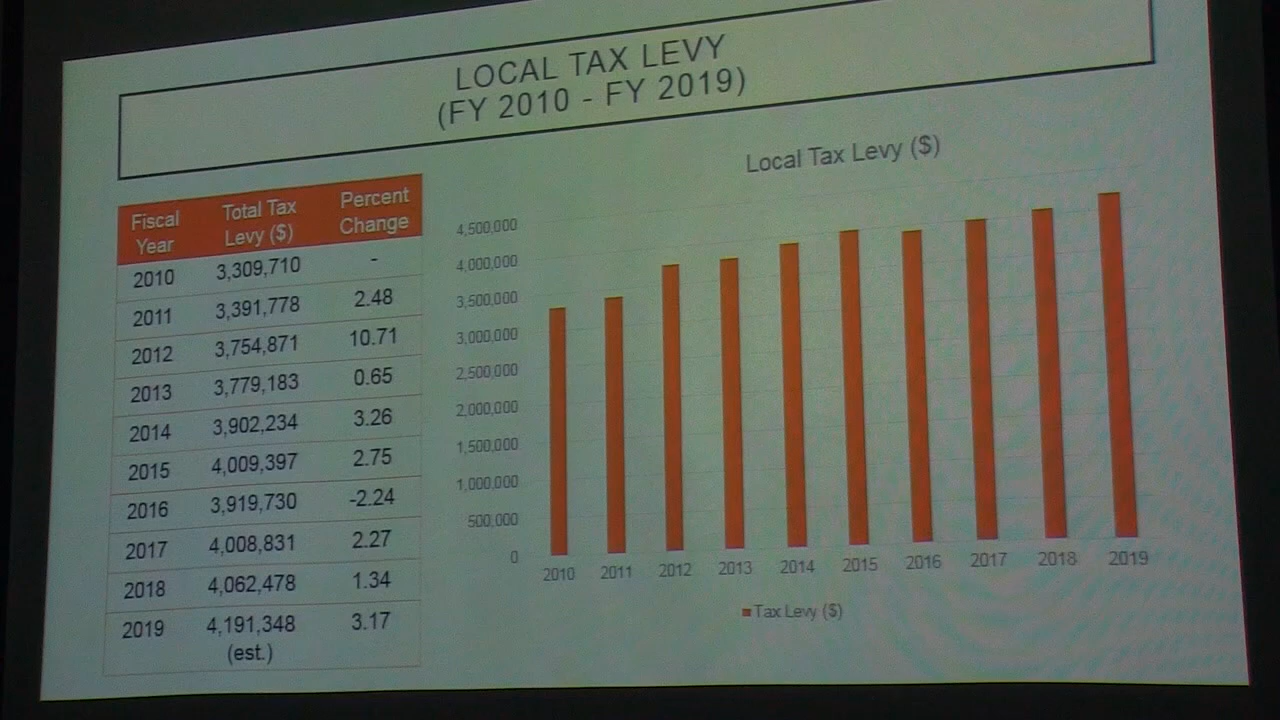 LOCAL TAX LEVY
(FY 2010 - FY 2019)
Fiscal Year Total Tax Levy ($) Percent Change
2010 3,309,710 -
2011 3,391,778 2.48
2012 3,754,871 10.71
2013 3,779,183 0.65
2014 3,902,234 3.26
2015 4,009,397 2.75
2016 3,919,730 -2.24
2017 4,008,831 2.27
2018 4,062,478 1.34
2019 4,191,348 (est.) 3.17
Local Tax Levy ($)
4,500,000
4,000,000
3,500,000
3,000,000
2,500,000
2,000,000
1,500,000
1,000,000
500,000
0
2010 2011 2012 2013 2014 2015 2016 2017 2018 2019
Tax Levy ($)